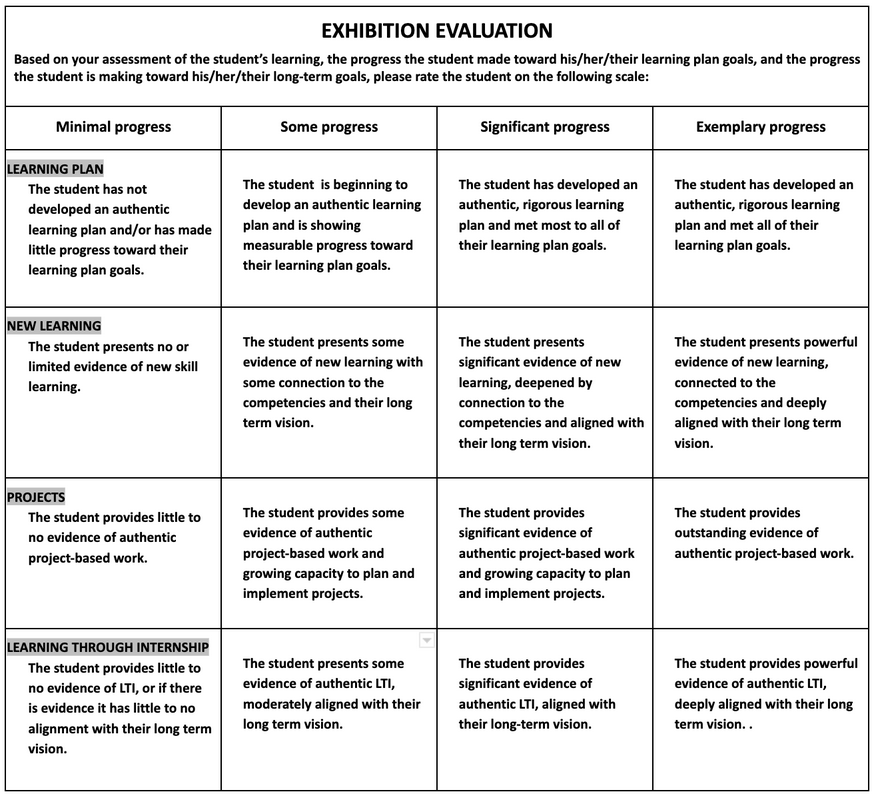 EXHIBITION EVALUATION
Based on your assessment of the student’s learning, the progress the student made toward his/her/their learning plan goals, and the progress
the student is making toward his/her/their long-term goals, please rate the student on the following scale:
Minimal progress
Some progress
Significant progress
Exemplary progress
LEARNING PLAN
The student has not
developed an authentic
learning plan and/or has made
little progress toward their
learning plan goals.
The student  is beginning to
develop an authentic learning
plan and is showing
measurable progress toward
their learning plan goals.
The student has developed an
authentic, rigorous learning
plan and met most to all of
their learning plan goals.
The student has developed an
authentic, rigorous learning
plan and met all of their
learning plan goals.
NEW LEARNING
The student presents no or
limited evidence of new skill
learning.
The student presents some
evidence of new learning with
some connection to the
competencies and their long
term vision.
The student presents
significant evidence of new
learning, deepened by
connection to the
competencies and aligned with
their long term vision.
The student presents powerful
evidence of new learning,
connected to the
competencies and deeply
aligned with their long term
vision.
PROJECTS
The student provides little to
no evidence of authentic
project-based work.
The student provides some
evidence of authentic
project-based work and
growing capacity to plan and
implement projects.
The student provides
significant evidence of
authentic project-based work
and growing capacity to plan
and implement projects.
The student provides
outstanding evidence of
authentic project-based work.
LEARNING THROUGH INTERNSHIP
The student provides little to
no evidence of LTI, or if there
is evidence it has little to no
alignment with their long term
vision.
The student presents some
evidence of authentic LTI,
moderately aligned with their
long term vision.
The student provides
significant evidence of
authentic LTI, aligned with
their long-term vision.
The student provides powerful
evidence of authentic LTI,
deeply aligned with their long
term vision. .